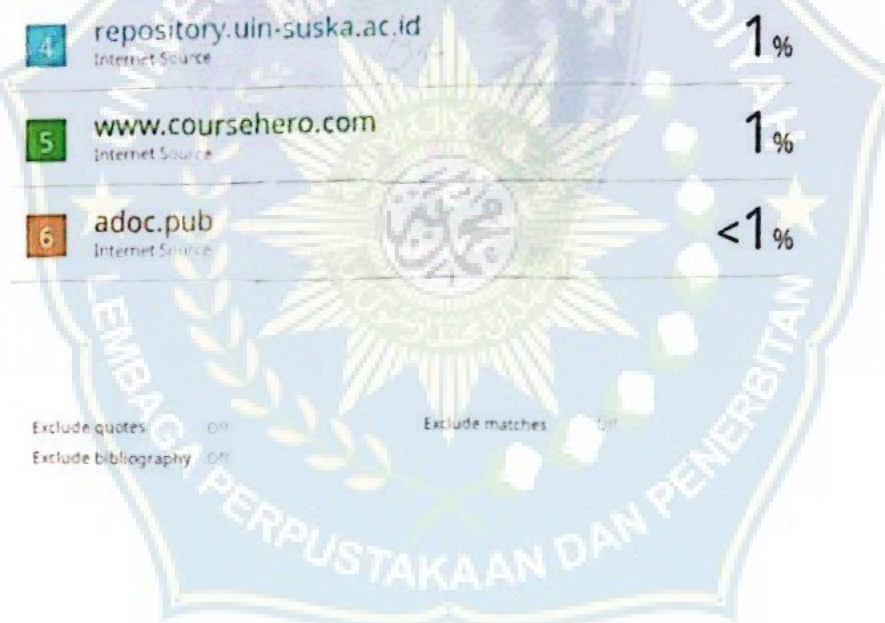 4 repository.uin-suska.ac.id 1%
Internet Source
5 www.coursehero.com 1%
Internet Source
6 adoc.pub <1%
Internet Source
Exclude quotes Off Exclude matches Off
Exclude bibliography Off
LEMBAGA PERPUSTAKAAN DAN PENERBITAN